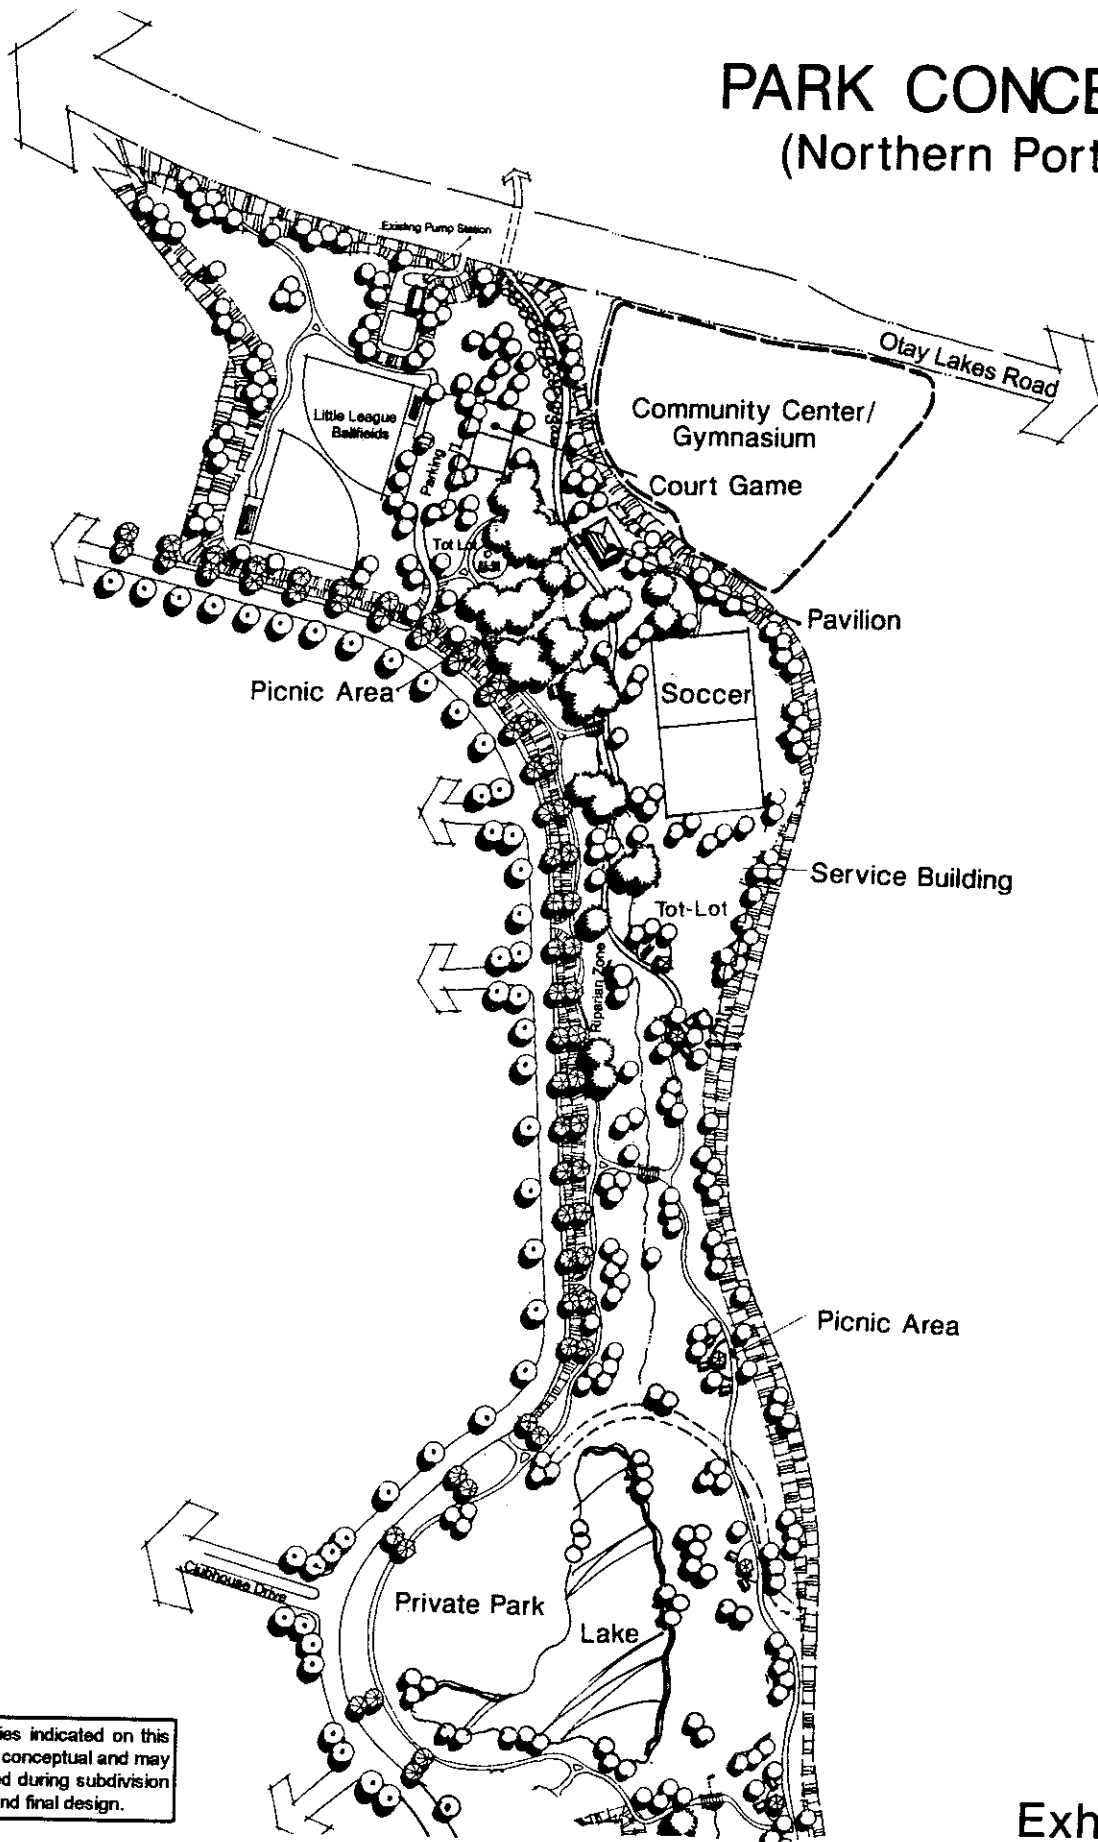 PARK CONCE
(Northern Port
Existing Pump Station
Otay Lakes Road
Little League
Ballfields
Community Center/
Gymnasium
Parking
Court Game
Tot Lot
Pavilion
Picnic Area
Soccer
Service Building
Tot-Lot
Riparian Zone
Picnic Area
Clubhouse Drive
Private Park
Lake
ies indicated on this
conceptual and may
d during subdivision
nd final design.
Exh